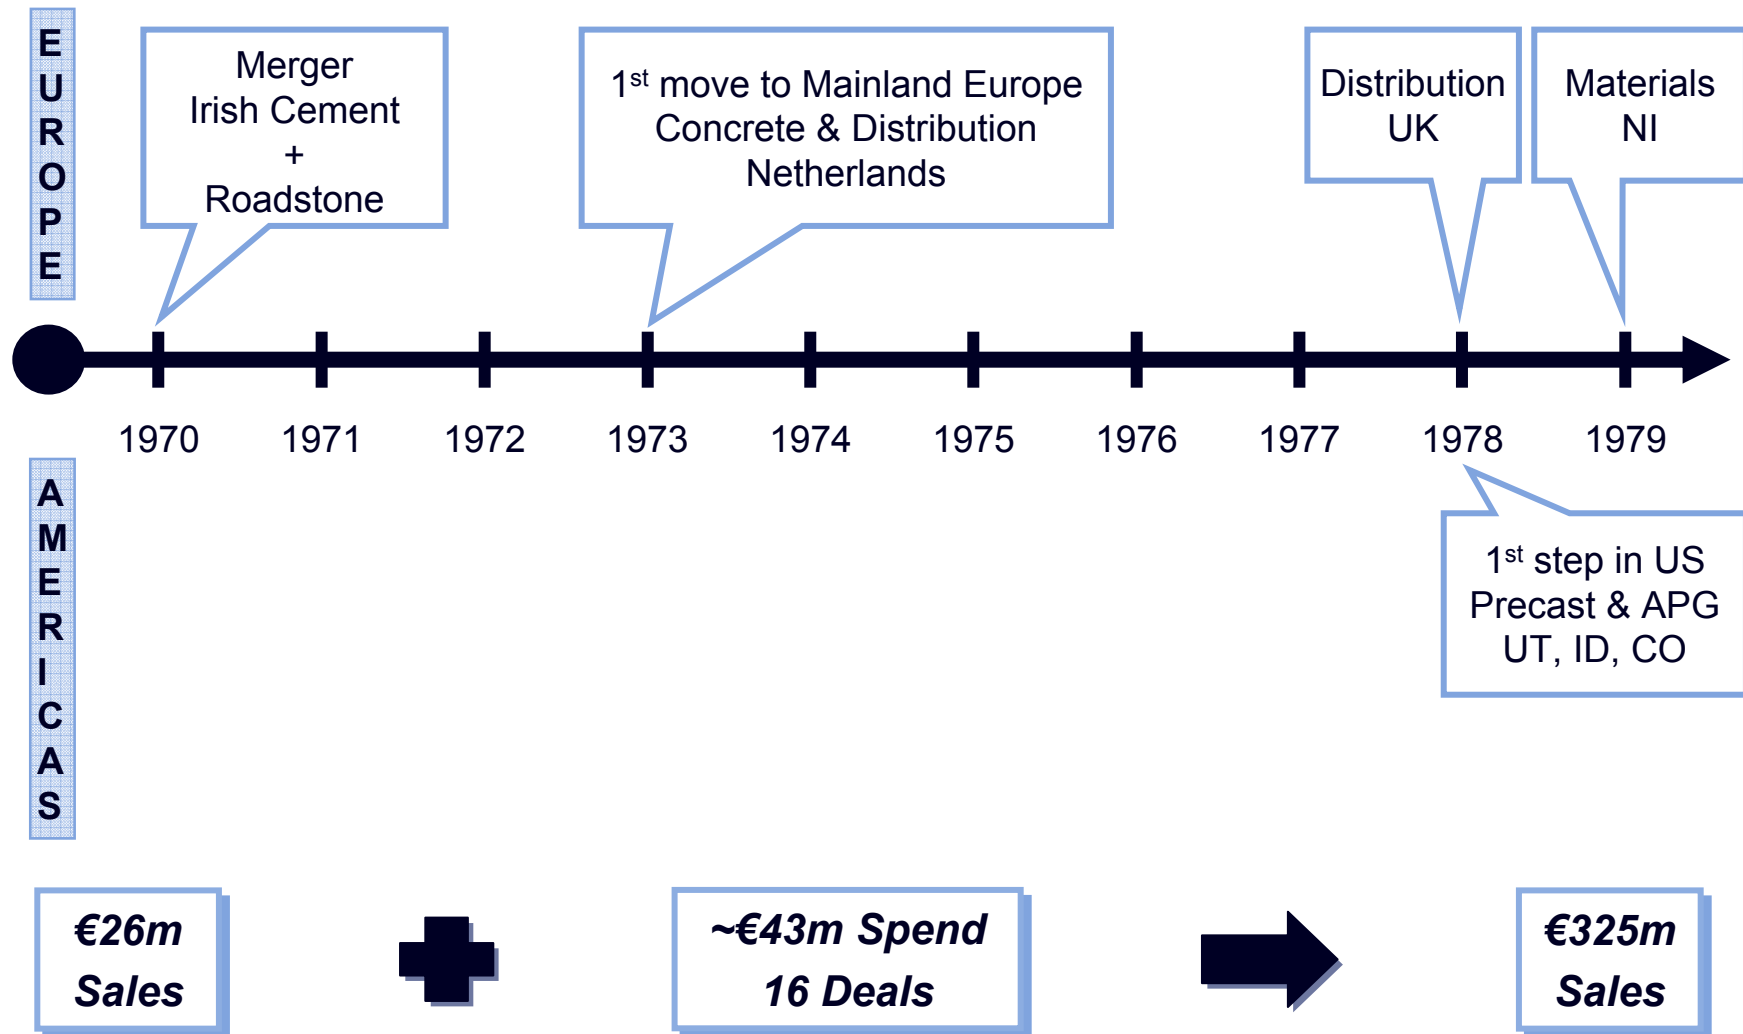 EUROPE
Merger
Irish Cement
+
Roadstone
1st move to Mainland Europe
Concrete & Distribution
Netherlands
Distribution
UK
Materials
NI
1970 1971 1972 1973 1974 1975 1976 1977 1978 1979
AMERICAS
1st step in US
Precast & APG
UT, ID, CO
€26m
Sales
~€43m Spend
16 Deals
€325m
Sales